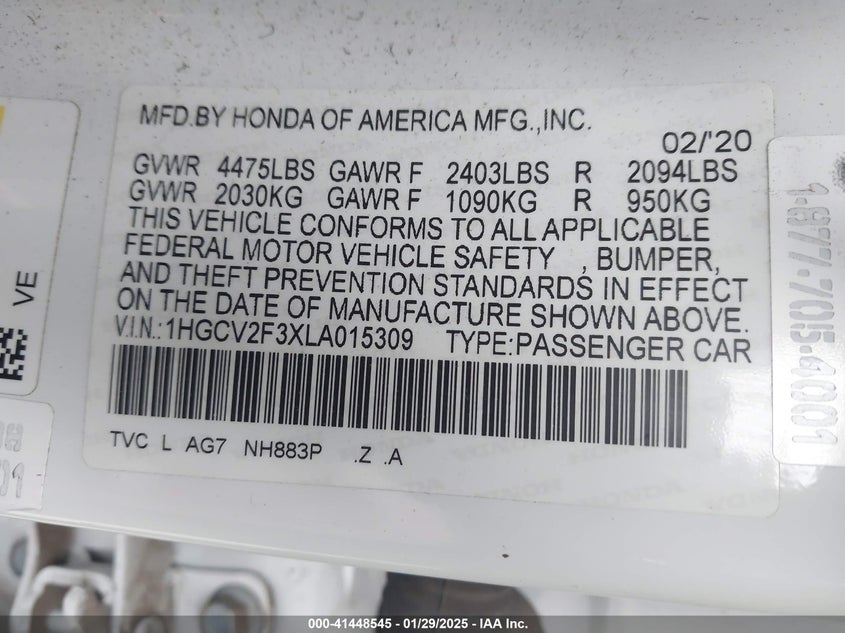 MFD.BY HONDA OF AMERICA MFG.,INC.
02/'20
GVWR 4475LBS GAWR F 2403LBS R 2094LBS
GVWR 2030KG GAWR F 1090KG R 950KG
THIS VEHICLE CONFORMS TO ALL APPLICABLE
FEDERAL MOTOR VEHICLE SAFETY , BUMPER,
AND THEFT PREVENTION STANDARDS IN EFFECT
ON THE DATE OF MANUFACTURE SHOWN ABOVE.
V.I.N.:1HGCV2F3XLA015309 TYPE:PASSENGER CAR
TVC L AG7 NH883P .Z .A
VE
1-877-705-4001
000-41448545 - 01/29/2025 - IAA Inc.